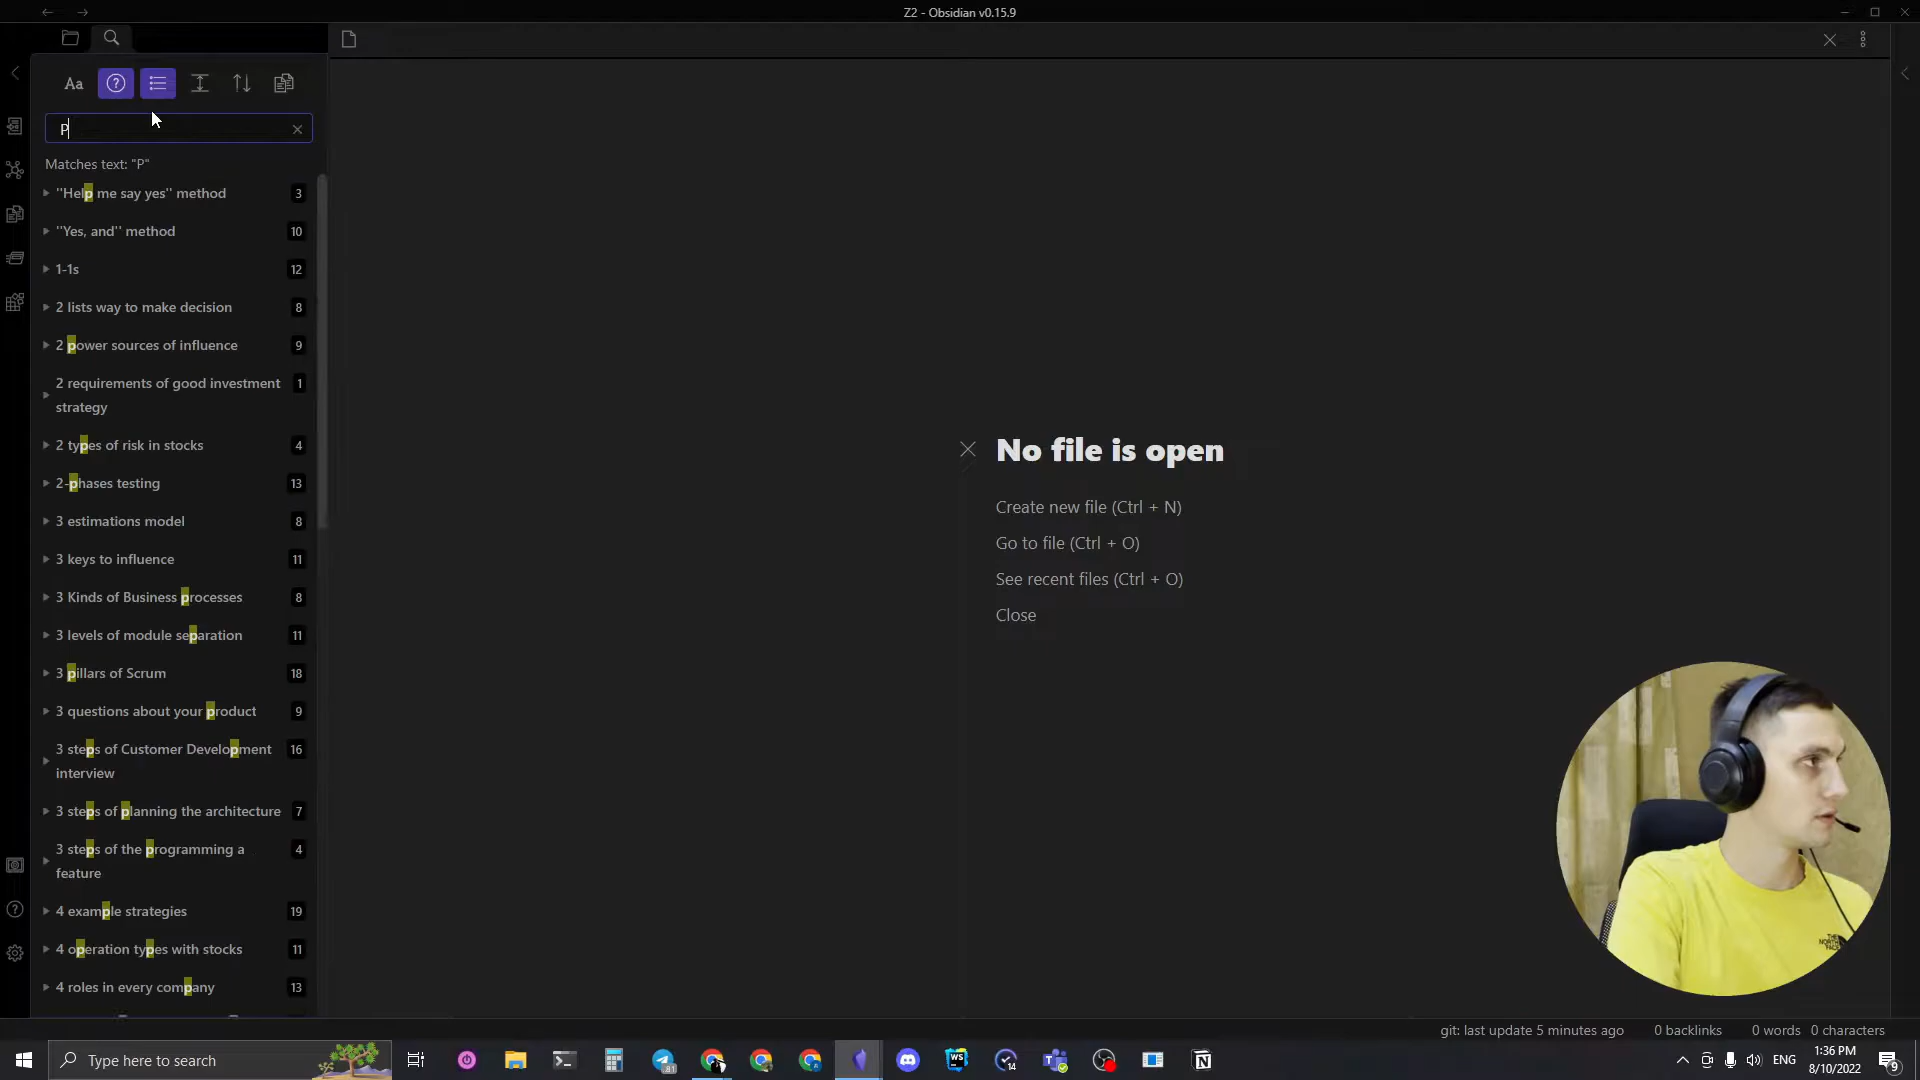 Z2 - Obsidian v0.15.9
Aa
P
Matches text: "P"
"Help me say yes" method 3
"Yes, and" method 10
1-1s 12
2 lists way to make decision 8
2 power sources of influence 9
2 requirements of good investment 1
strategy
2 types of risk in stocks 4
2-phases testing 13
3 estimations model 8
3 keys to influence 11
3 Kinds of Business processes 8
3 levels of module separation 11
3 pillars of Scrum 18
3 questions about your product 9
3 steps of Customer Development 16
interview
3 steps of planning the architecture 7
3 steps of the programming a 4
feature
4 example strategies 19
4 operation types with stocks 11
4 roles in every company 13
No file is open
Create new file (Ctrl + N)
Go to file (Ctrl + O)
See recent files (Ctrl + O)
Close
THE
NORTH
FACE
git: last update 5 minutes ago 0 backlinks 0 words 0 characters
Type here to search
81
WS
14
ENG
1:36 PM
8/10/2022
9